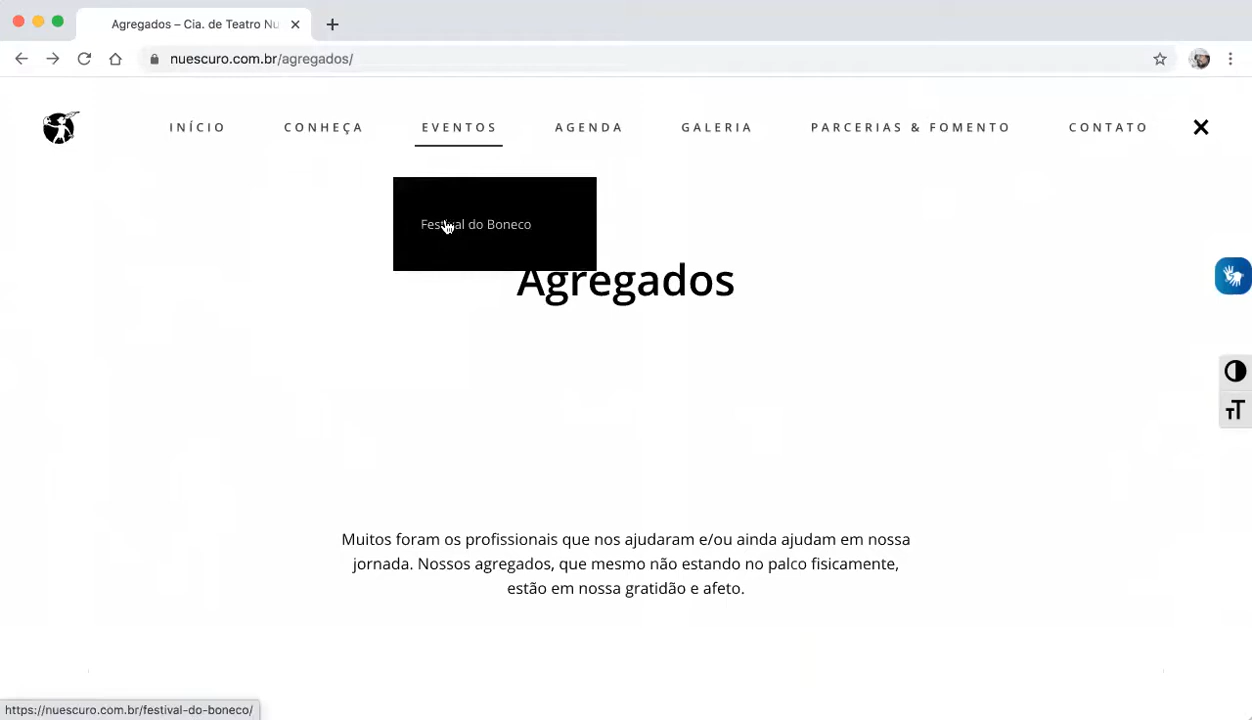 Agregados – Cia. de Teatro Nu
nuescuro.com.br/agregados/
INÍCIO CONHEÇA EVENTOS AGENDA GALERIA PARCERIAS & FOMENTO CONTATO
Festival do Boneco
Agregados
Muitos foram os profissionais que nos ajudaram e/ou ainda ajudam em nossa
jornada. Nossos agregados, que mesmo não estando no palco fisicamente,
estão em nossa gratidão e afeto.
https://nuescuro.com.br/festival-do-boneco/